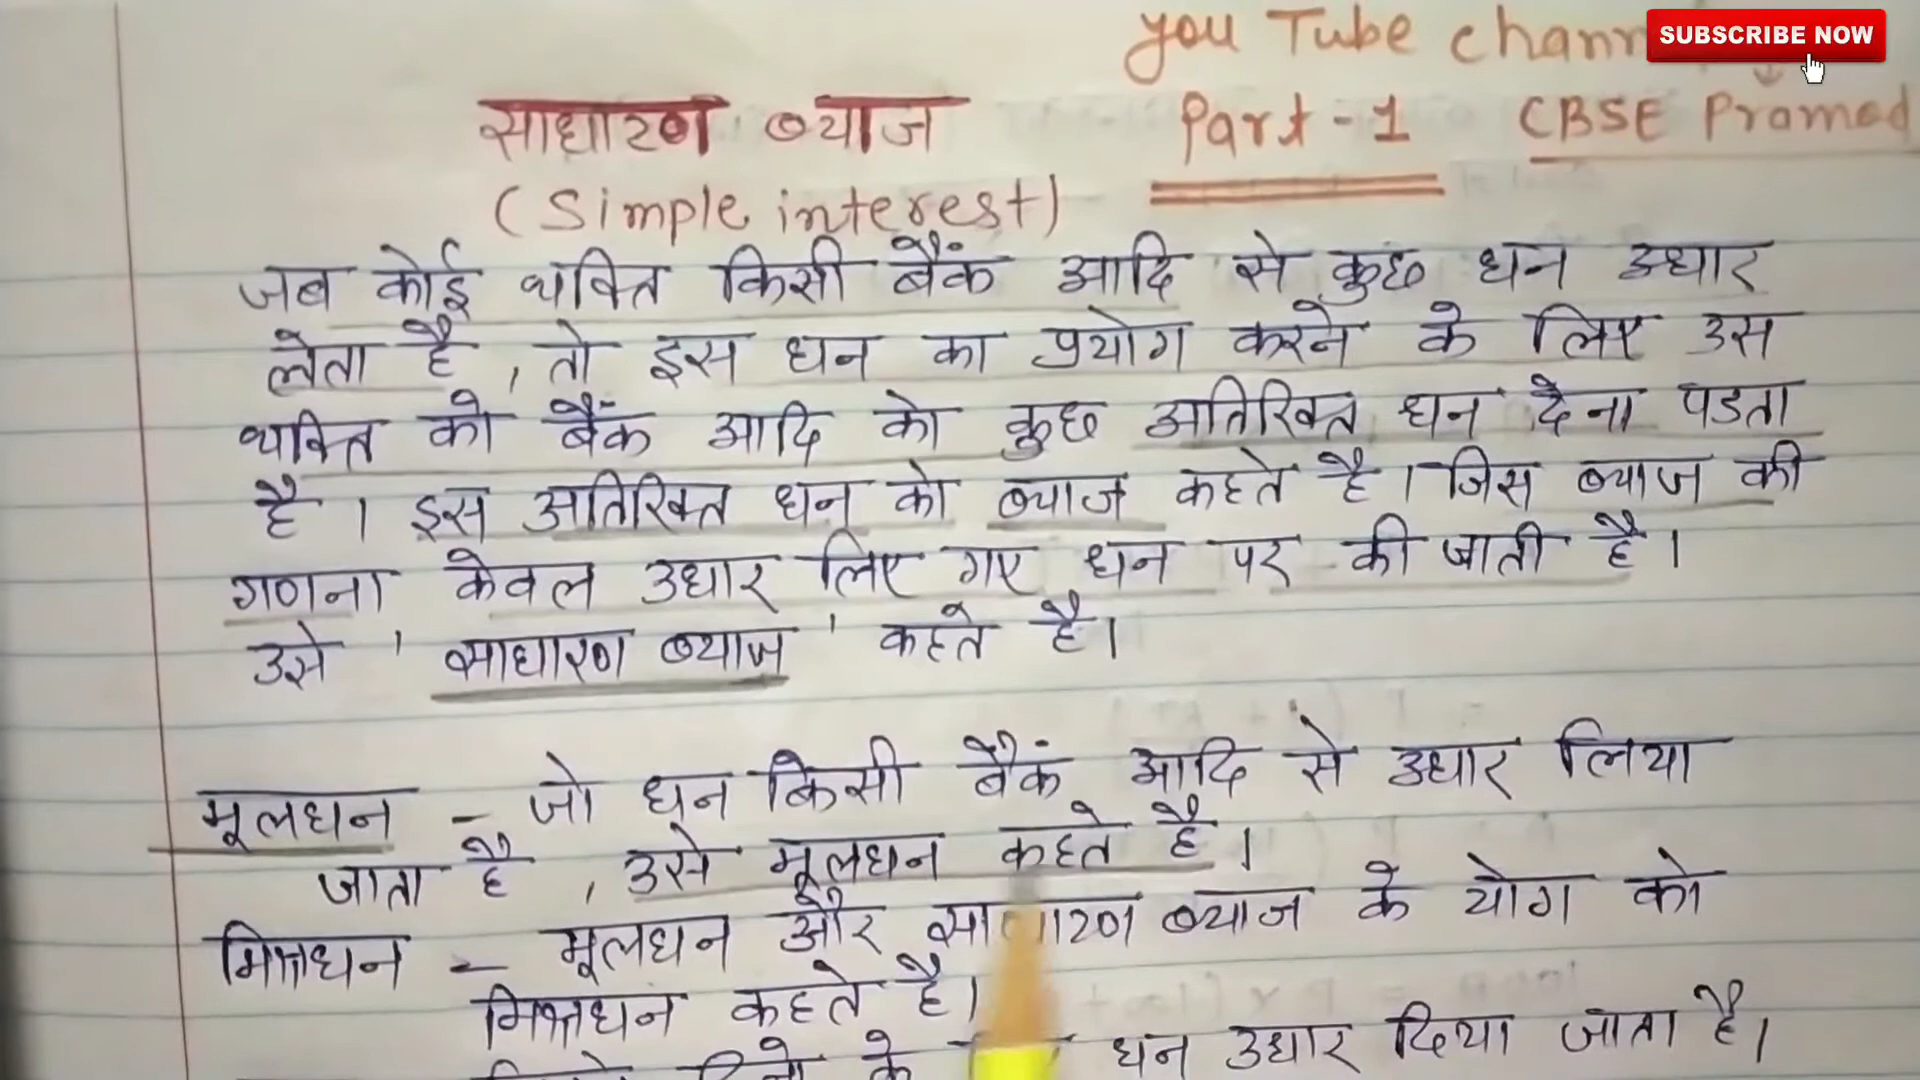 you Tube chann
SUBSCRIBE NOW
साधारण ब्याज
Part-1 CBSE Pramod
(Simple interest)
जब कोई व्यक्ति किसी बैंक आदि से कुछ धन उधार
लेता है, तो इस धन का प्रयोग करने के लिए उस
व्यक्ति को बैंक आदि को कुछ अतिरिक्त धन देना पडता
है। इस अतिरिक्त धन को ब्याज कहते है। जिस ब्याज की
गणना केवल उधार लिए गए धन पर की जाती है।
उसे 'साधारण ब्याज' कहते है।
मूलधन - जो धन किसी बैंक आदि से उधार लिया
जाता है, उसे मूलधन कहते है।
मिश्रधन - मूलधन और साधारण ब्याज के योग को
मिश्रधन कहते है।
के धन उधार दिया जाता है।